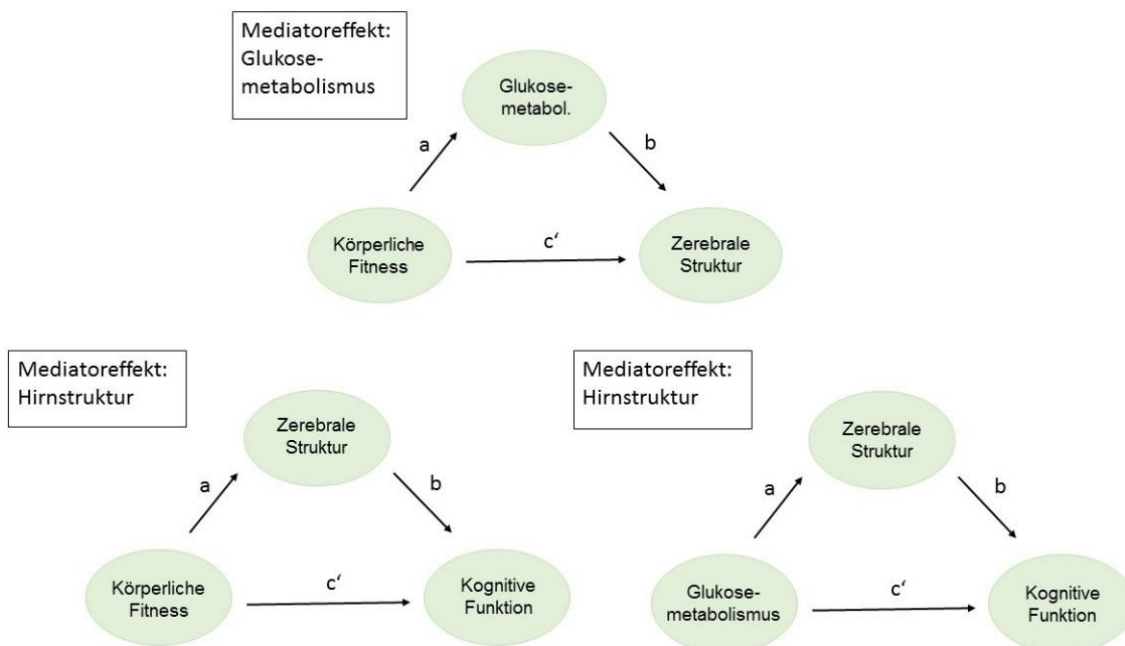 Mediatoreffekt:
Glukose-
metabolismus
Glukose-
metabol.
a
b
Körperliche
Fitness
c‘
Zerebrale
Struktur
Mediatoreffekt:
Hirnstruktur
Zerebrale
Struktur
a
b
Körperliche
Fitness
c‘
Kognitive
Funktion
Mediatoreffekt:
Hirnstruktur
Zerebrale
Struktur
a
b
Glukose-
metabolismus
c‘
Kognitive
Funktion